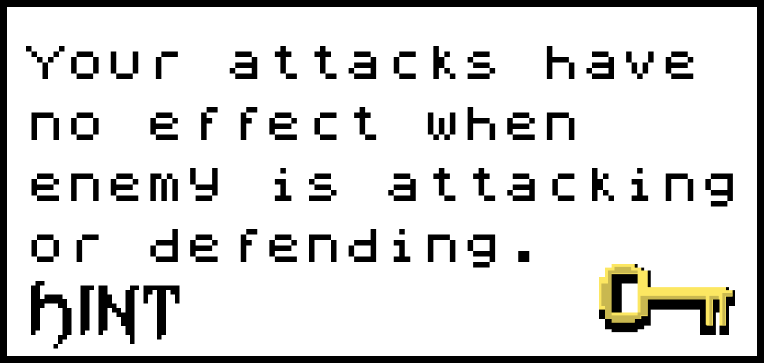 Your attacks have
no effect when
enemy is attacking
or defending.
HINT